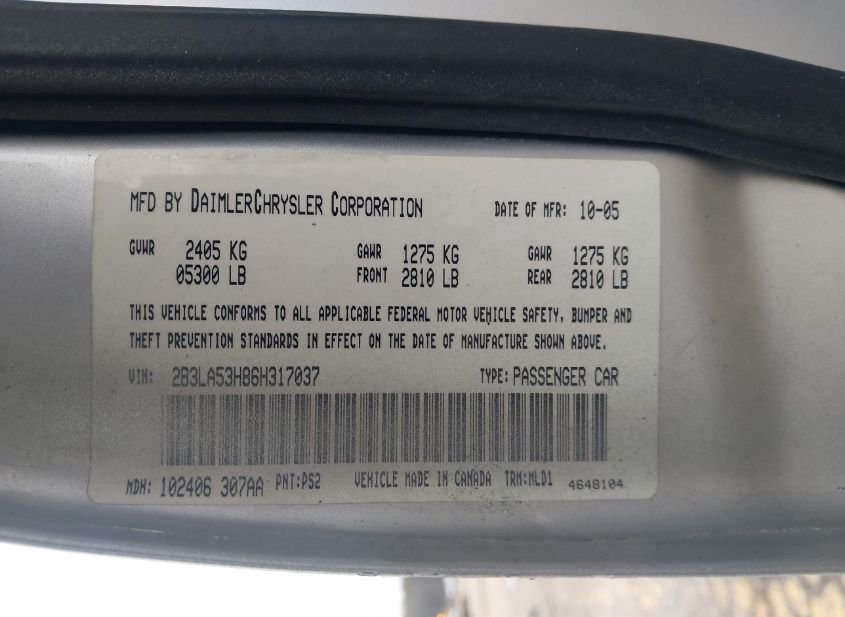 MFD BY DAIMLERCHRYSLER CORPORATION DATE OF MFR: 10-05
GVWR 2405 KG GAWR 1275 KG GAWR 1275 KG
05300 LB FRONT 2810 LB REAR 2810 LB
THIS VEHICLE CONFORMS TO ALL APPLICABLE FEDERAL MOTOR VEHICLE SAFETY, BUMPER AND
THEFT PREVENTION STANDARDS IN EFFECT ON THE DATE OF MANUFACTURE SHOWN ABOVE.
VIN: 2B3LA53H86H317037 TYPE: PASSENGER CAR
MDH: 102406 307AA PNT:PS2 VEHICLE MADE IN CANADA TRM:MLD1 4648104